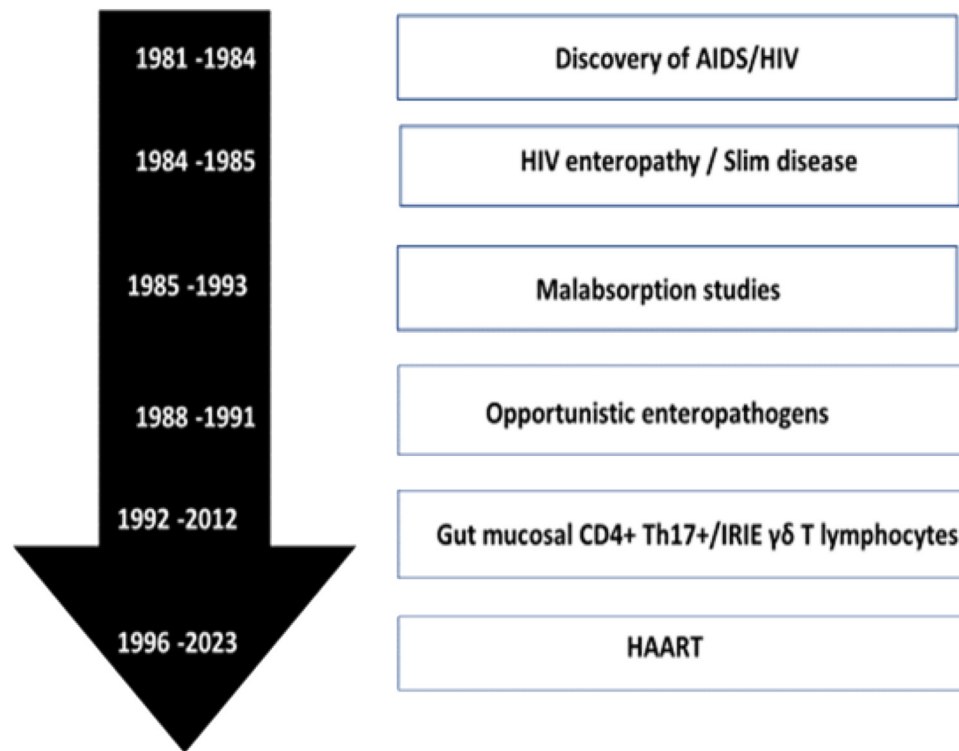 1981 -1984
Discovery of AIDS/HIV
1984 -1985
HIV enteropathy / Slim disease
1985 -1993
Malabsorption studies
1988 -1991
Opportunistic enteropathogens
1992 -2012
Gut mucosal CD4+ Th17+/IRIE γδ T lymphocytes
1996 -2023
HAART